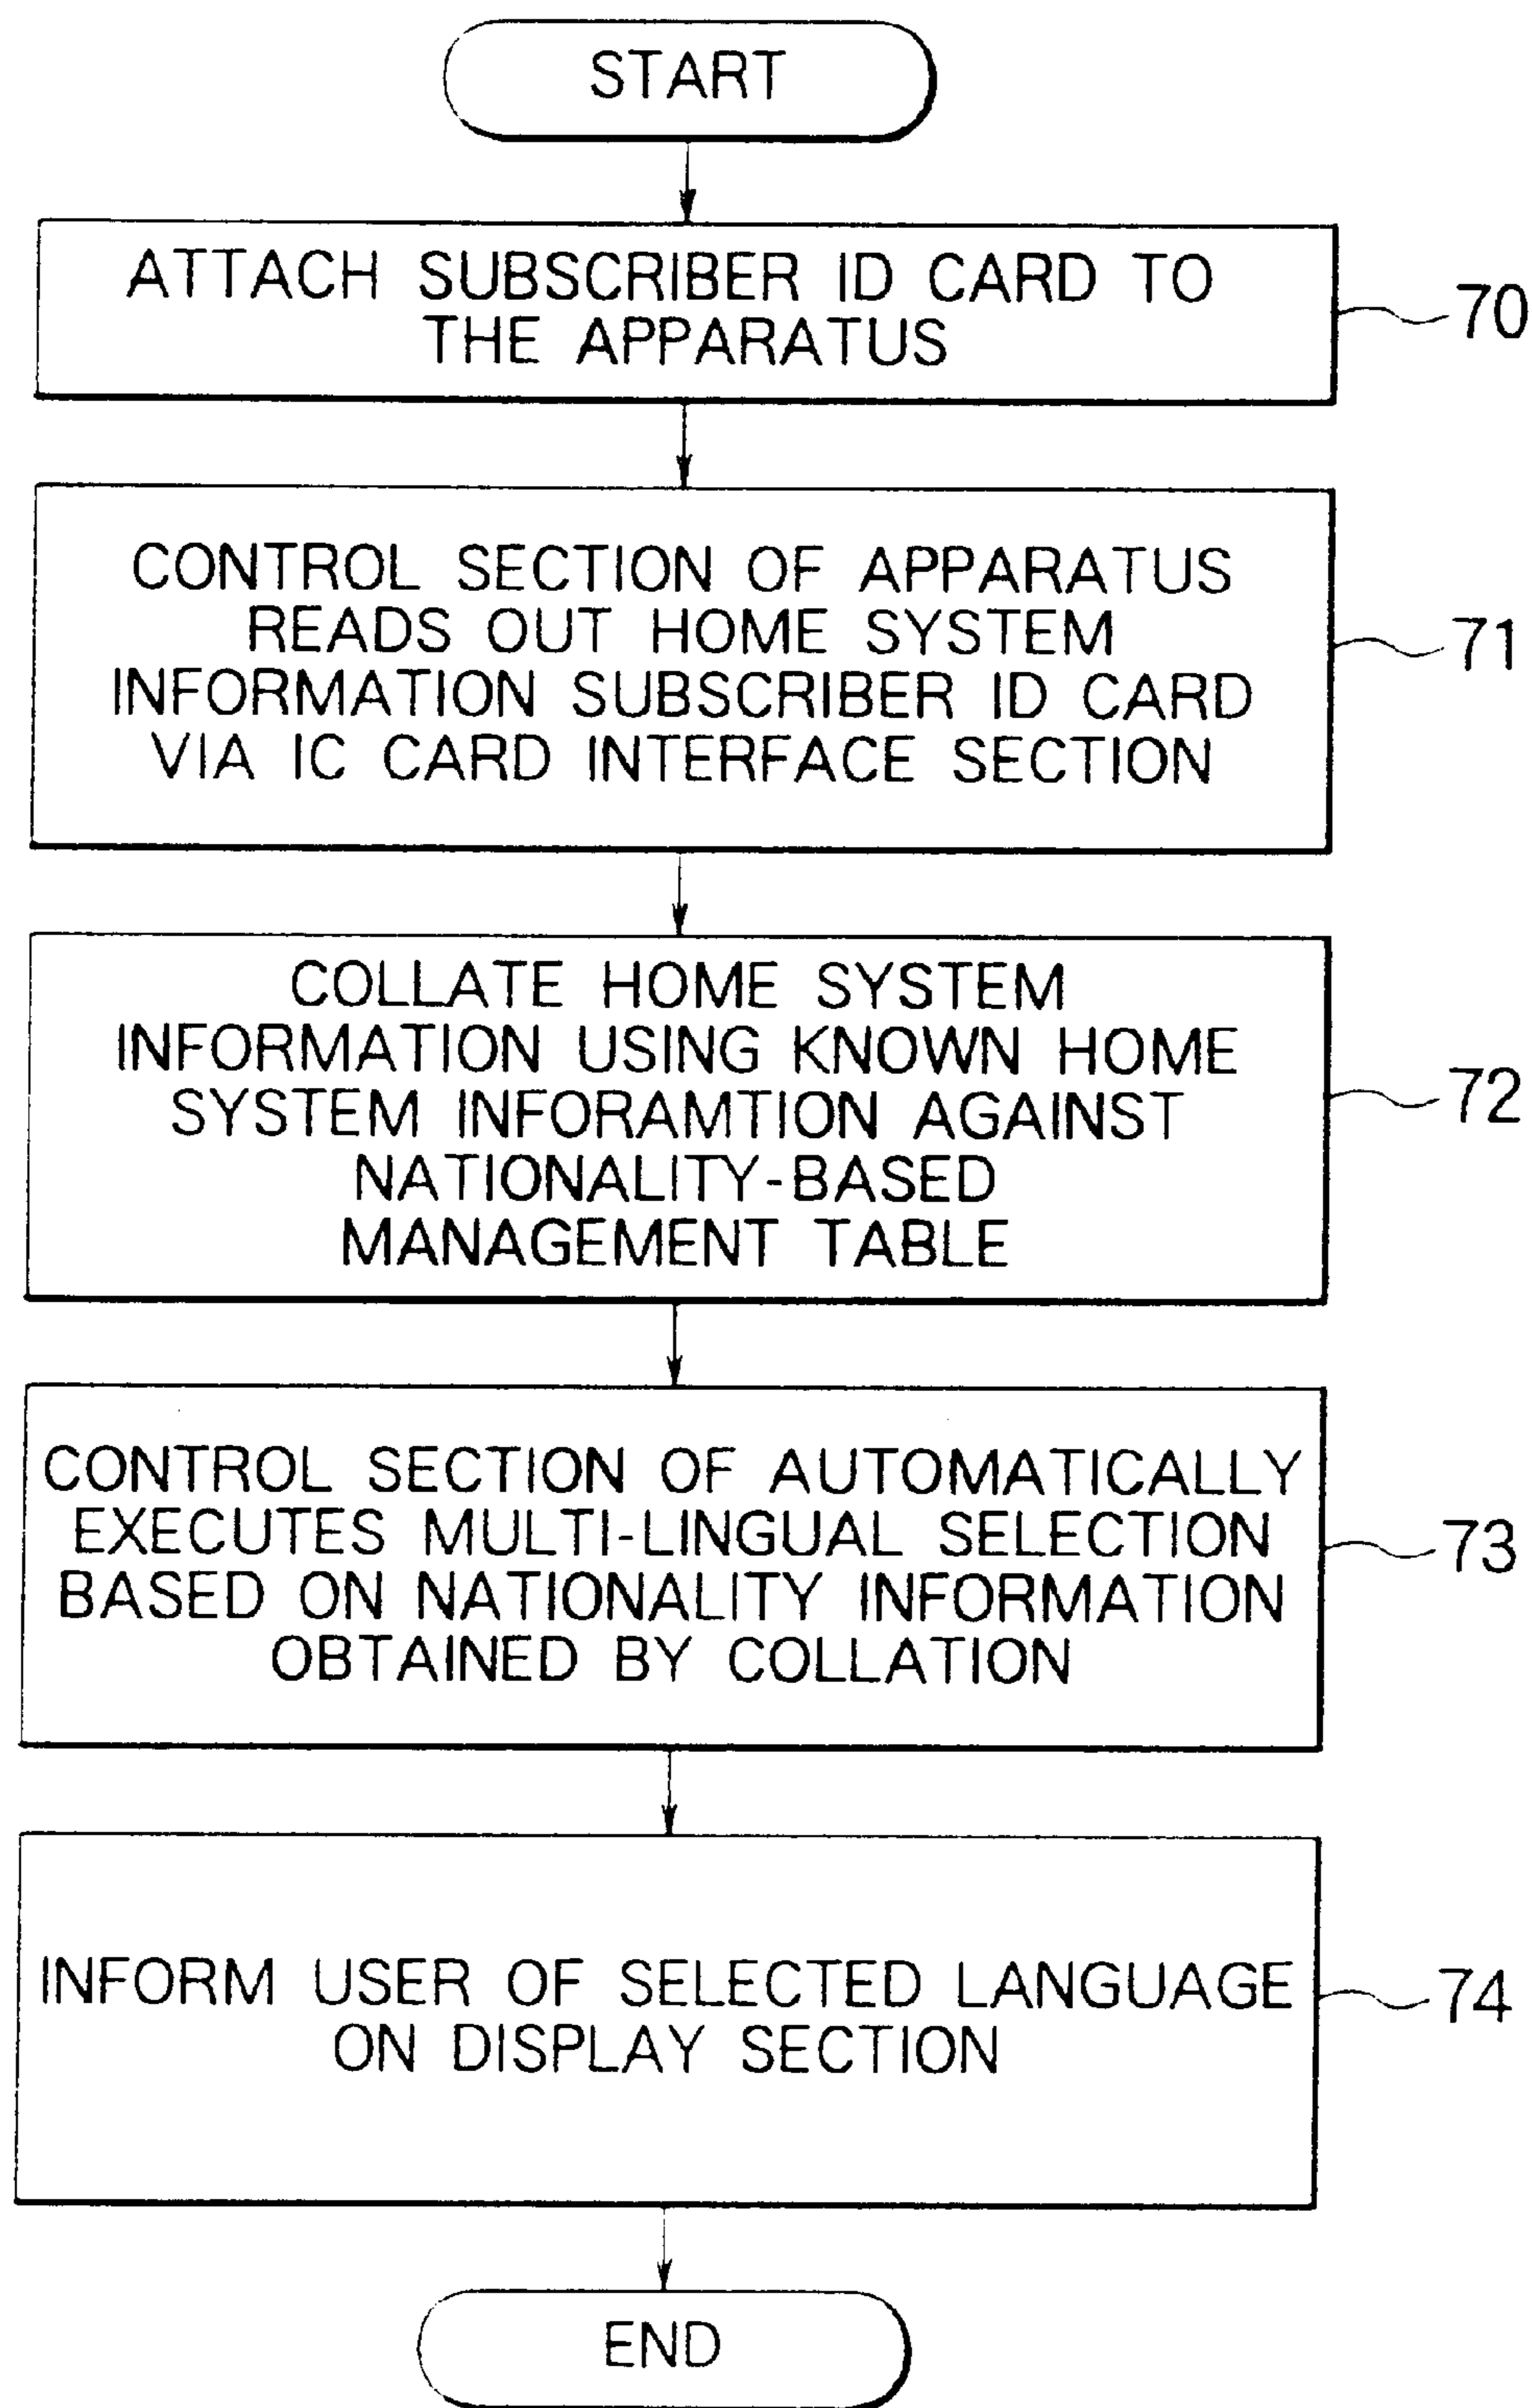 START
ATTACH SUBSCRIBER ID CARD TO
THE APPARATUS
70
CONTROL SECTION OF APPARATUS
READS OUT HOME SYSTEM
INFORMATION SUBSCRIBER ID CARD
VIA IC CARD INTERFACE SECTION
71
COLLATE HOME SYSTEM
INFORMATION USING KNOWN HOME
SYSTEM INFORAMTION AGAINST
NATIONALITY-BASED
MANAGEMENT TABLE
72
CONTROL SECTION OF AUTOMATICALLY
EXECUTES MULTI-LINGUAL SELECTION
BASED ON NATIONALITY INFORMATION
OBTAINED BY COLLATION
73
INFORM USER OF SELECTED LANGUAGE
ON DISPLAY SECTION
74
END